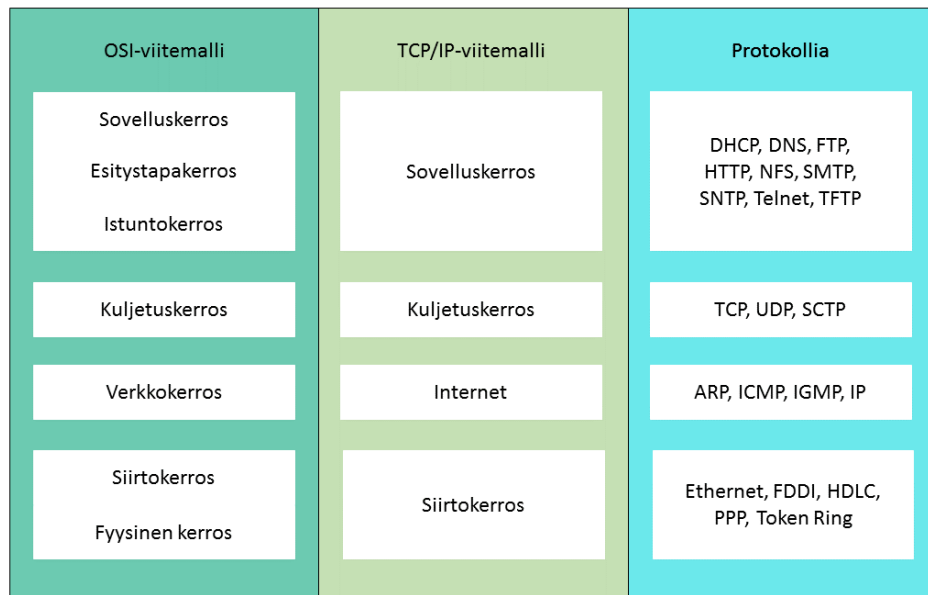 OSI-viitemalli
TCP/IP-viitemalli
Protokollia
Sovelluskerros
Esitystapakerros
Istuntokerros
Sovelluskerros
DHCP, DNS, FTP,
HTTP, NFS, SMTP,
SNTP, Telnet, TFTP
Kuljetuskerros
Kuljetuskerros
TCP, UDP, SCTP
Verkkokerros
Internet
ARP, ICMP, IGMP, IP
Siirtokerros
Fyysinen kerros
Siirtokerros
Ethernet, FDDI, HDLC,
PPP, Token Ring